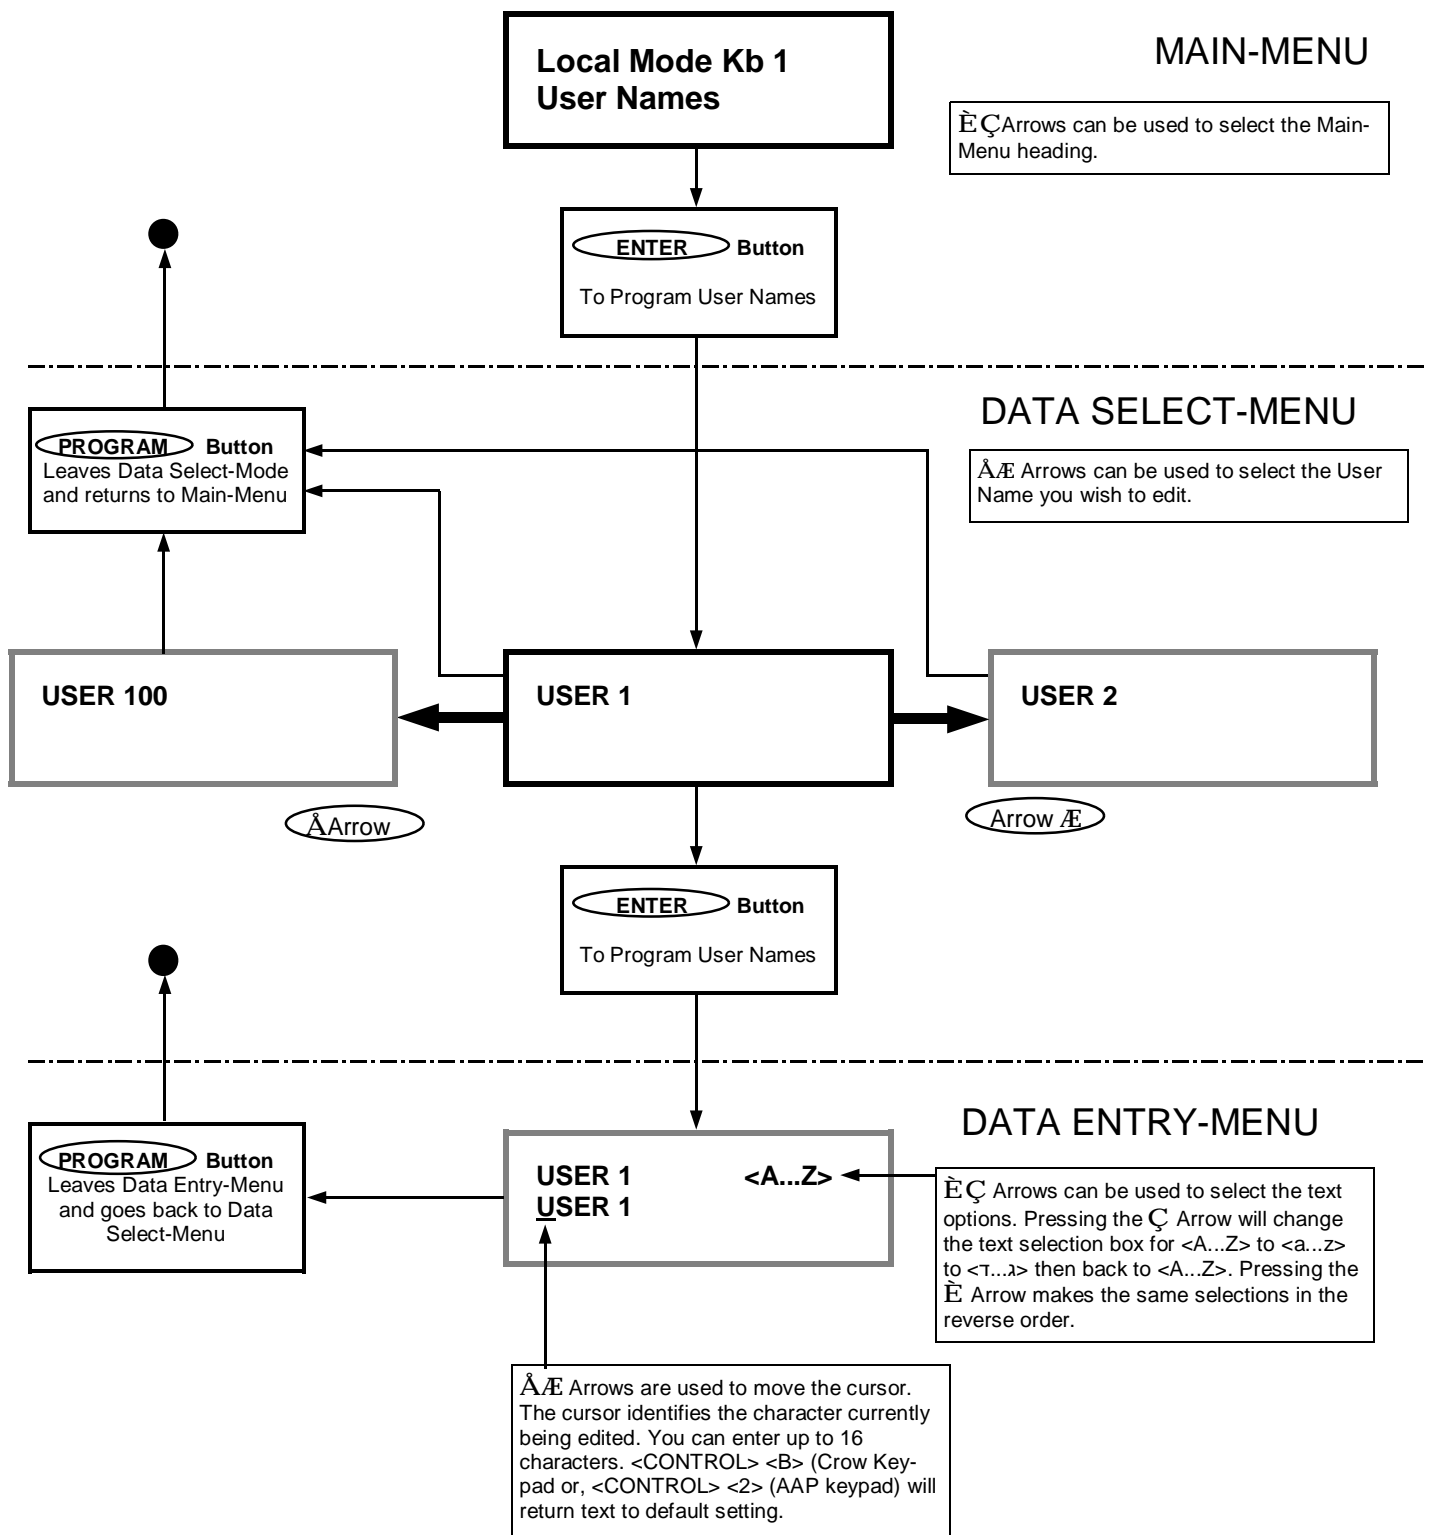 Local Mode Kb 1
User Names
MAIN-MENU
ÈÇArrows can be used to select the Main-
Menu heading.
ENTER Button
To Program User Names
DATA SELECT-MENU
PROGRAM Button
Leaves Data Select-Mode
and returns to Main-Menu
ÅÆ Arrows can be used to select the User
Name you wish to edit.
USER 100
USER 1
USER 2
ÅArrow
Arrow Æ
ENTER Button
To Program User Names
DATA ENTRY-MENU
PROGRAM Button
Leaves Data Entry-Menu
and goes back to Data
Select-Menu
USER 1 <A...Z>
USER 1
ÈÇ Arrows can be used to select the text
options. Pressing the Ç Arrow will change
the text selection box for <A...Z> to <a...z>
to <ד...ג> then back to <A...Z>. Pressing the
È Arrow makes the same selections in the
reverse order.
ÅÆ Arrows are used to move the cursor.
The cursor identifies the character currently
being edited. You can enter up to 16
characters. <CONTROL> <B> (Crow Key-
pad or, <CONTROL> <2> (AAP keypad) will
return text to default setting.